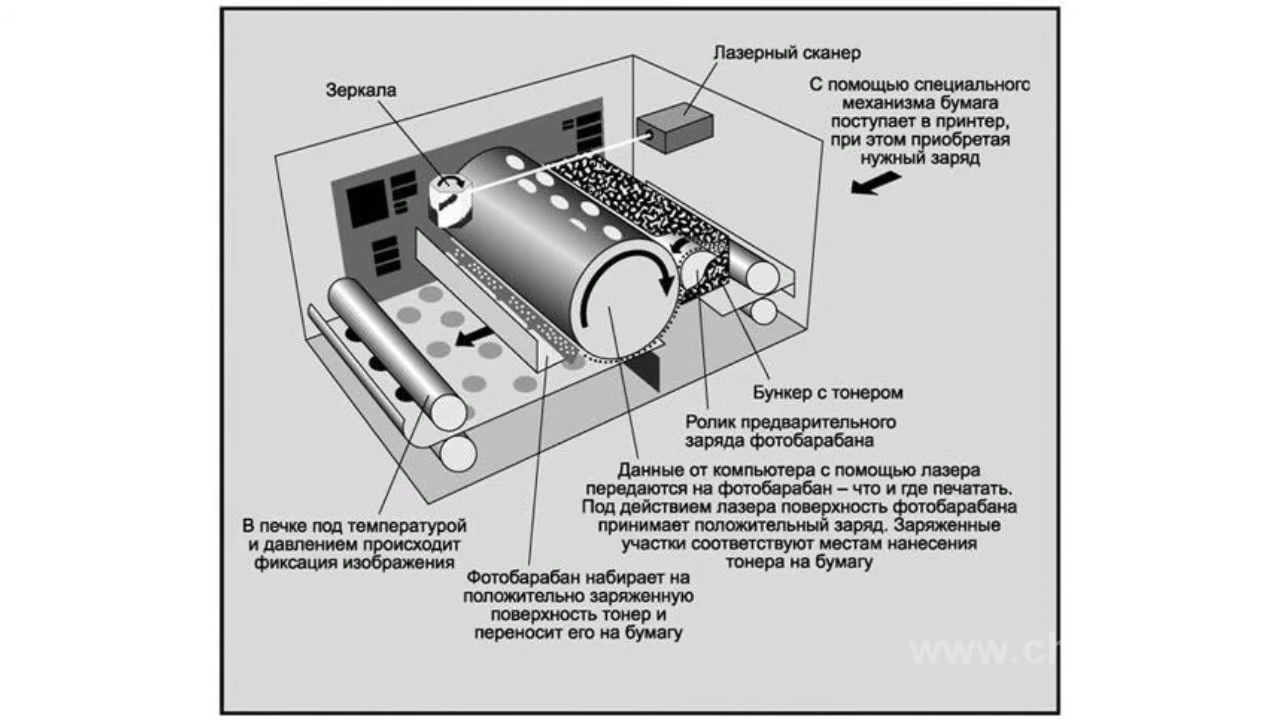 Лазерный сканер
Зеркала
С помощью специальнго
механизма бумага
поступает в принтер,
при этом приобретая
нужный заряд
Бункер с тонером
Ролик предварительного
заряда фотобарабана
Данные от компьютера с помощью лазера
передаются на фотобарабан – что и где печатать.
Под действием лазера поверхность фотобарабана
принимает положительный заряд. Заряженные
участки соответствуют местам нанесения
тонера на бумагу
В печке под температурой
и давлением происходит
фиксация изображения
Фотобарабан набирает на
положительно заряженную
поверхность тонер и
переносит его на бумагу